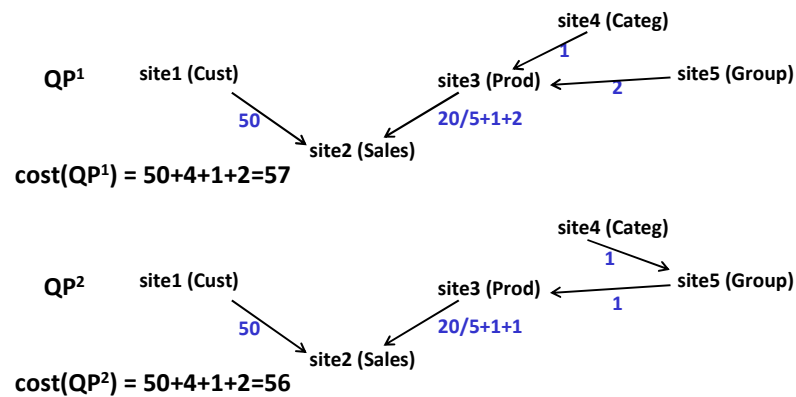 site4 (Categ)
1
QP¹ site1 (Cust) site3 (Prod) site5 (Group)
2
50 20/5+1+2
site2 (Sales)
cost(QP¹) = 50+4+1+2=57
site4 (Categ)
1
QP² site1 (Cust) site3 (Prod) site5 (Group)
1
50 20/5+1+1
site2 (Sales)
cost(QP²) = 50+4+1+2=56